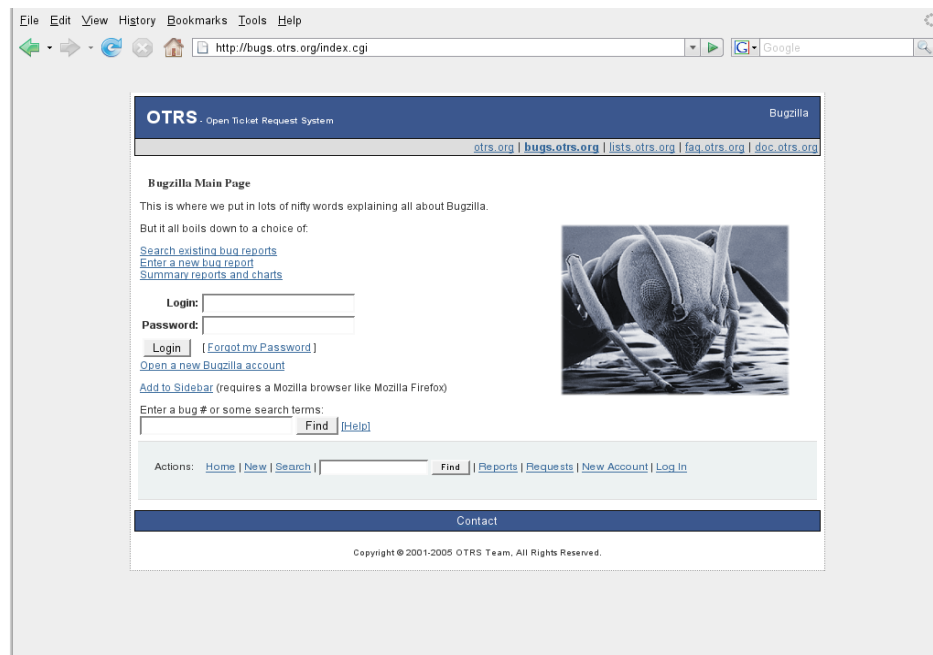 File Edit View History Bookmarks Tools Help
http://bugs.otrs.org/index.cgi G Google
OTRS - Open Ticket Request System Bugzilla
otrs.org | bugs.otrs.org | lists.otrs.org | faq.otrs.org | doc.otrs.org
Bugzilla Main Page
This is where we put in lots of nifty words explaining all about Bugzilla.
But it all boils down to a choice of:
Search existing bug reports
Enter a new bug report
Summary reports and charts
Login:
Password:
Login [ Forgot my Password ]
Open a new Bugzilla account
Add to Sidebar (requires a Mozilla browser like Mozilla Firefox)
Enter a bug # or some search terms:
Find [Help]
Actions: Home | New | Search | Find | Reports | Requests | New Account | Log In
Contact
Copyright © 2001-2005 OTRS Team, All Rights Reserved.